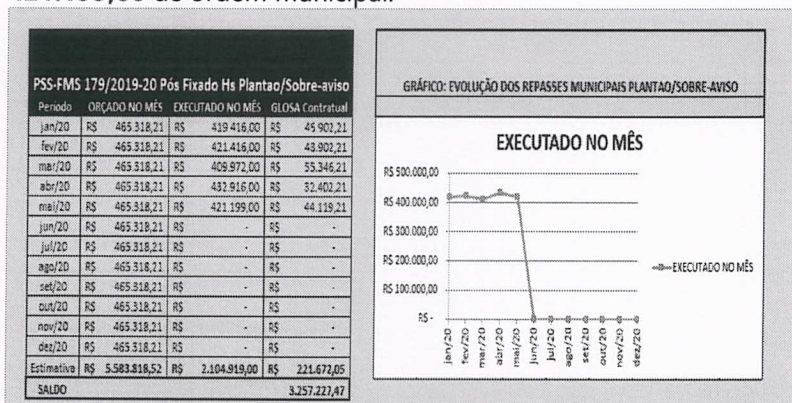 PSS-FMS 179/2019-20 Pós Fixado Hs Plantao/Sobre-aviso
Periodo ORÇADO NO MÊS EXECUTADO NO MÊS GLOSA Contratual
jan/20 R$ 465.318,21 R$ 419 416,00 R$ 45 902,21
fev/20 R$ 465.318,21 R$ 421.416,00 R$ 43.902,21
mar/20 R$ 465.318,21 R$ 409.972,00 R$ 55.346,21
abr/20 R$ 465.318,21 R$ 432.916,00 R$ 32.402,21
mai/20 R$ 465.318,21 R$ 421.199,00 R$ 44.119,21
jun/20 R$ 465.318,21 R$ - R$
jul/20 R$ 465.318,21 R$ - R$
ago/20 R$ 465.318,21 R$ - R$
set/20 R$ 465.318,21 R$ - R$
out/20 R$ 465.318,21 R$ - R$
nov/20 R$ 465.318,21 R$ - R$
dez/20 R$ 465.318,21 R$ - R$
Estimativa R$ 5.583.818,52 R$ 2.104.919,00 R$ 221.672,05
SALDO 3.257.227,47
GRÁFICO: EVOLUÇÃO DOS REPASSES MUNICIPAIS PLANTAO/SOBRE-AVISO
EXECUTADO NO MÊS
R$ 500.000,00
R$ 400.000,00
R$ 300.000,00
R$ 200.000,00
R$ 100.000,00
R$ -
jan/20 fev/20 mar/20 abr/20 mai/20 jun/20 jul/20 ago/20 set/20 out/20 nov/20 dez/20
EXECUTADO NO MÊS